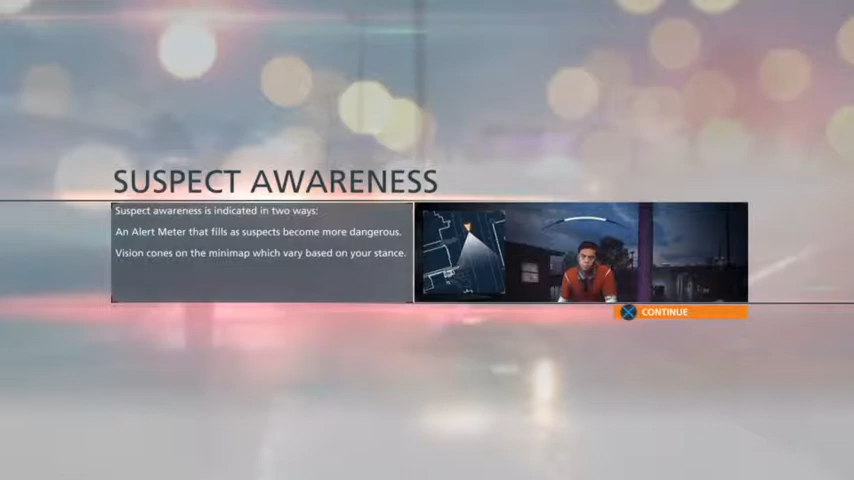 SUSPECT AWARENESS
Suspect awareness is indicated in two ways:
An Alert Meter that fills as suspects become more dangerous.
Vision cones on the minimap which vary based on your stance.
CONTINUE